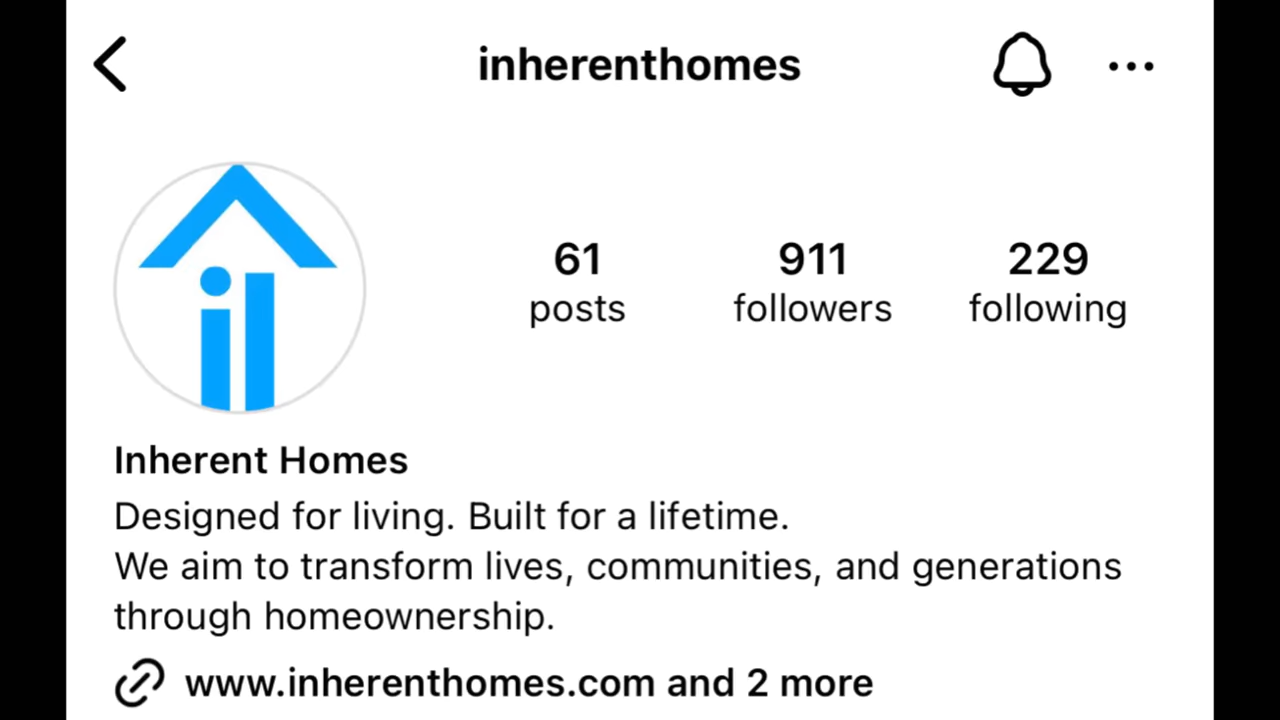 inherenthomes
61 911 229
posts followers following
Inherent Homes
Designed for living. Built for a lifetime.
We aim to transform lives, communities, and generations
through homeownership.
www.inherenthomes.com and 2 more